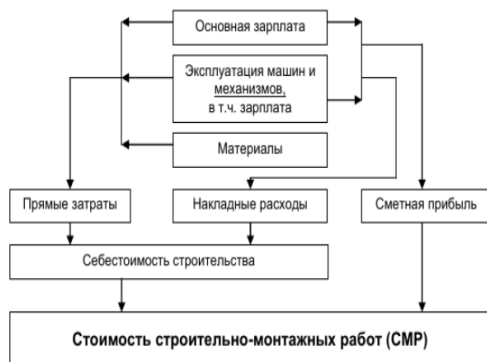 Основная зарплата
Эксплуатация машин и
механизмов,
в т.ч. зарплата
Материалы
Прямые затраты
Накладные расходы
Сметная прибыль
Себестоимость строительства
Стоимость строительно-монтажных работ (СМР)